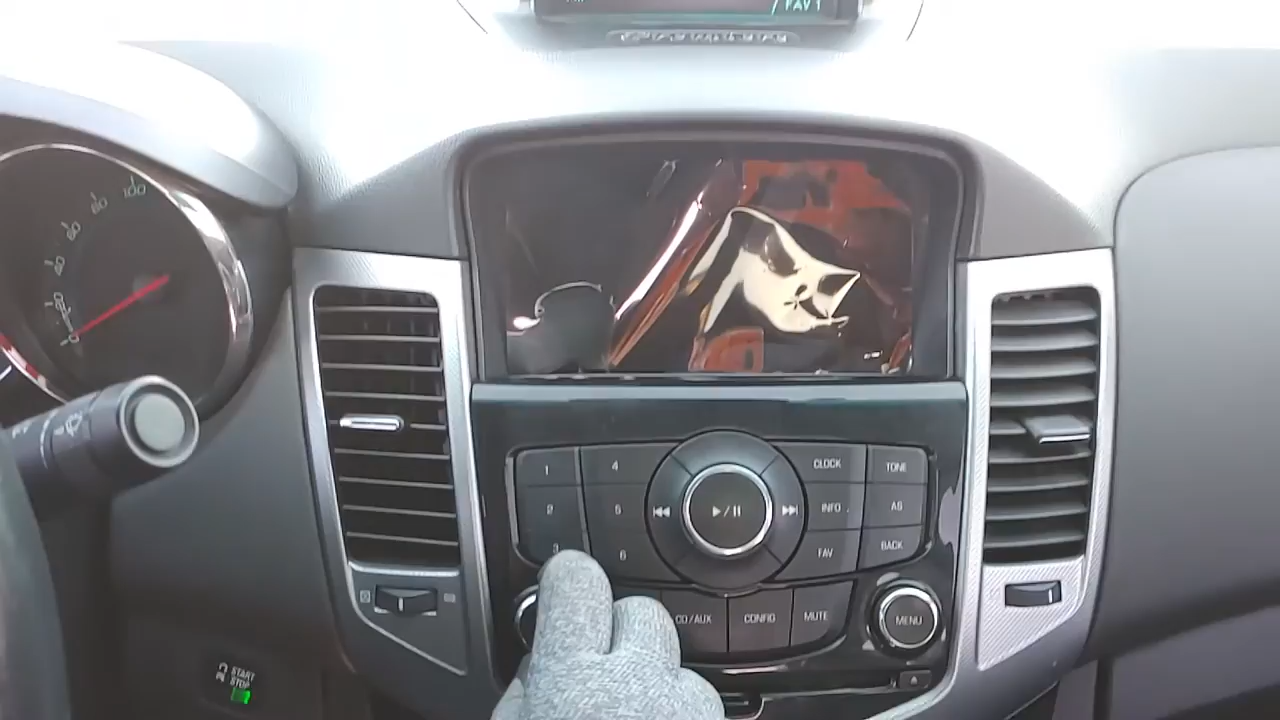 FAV 1
100
80
60
40
20
0
1
4
CLOCK
TONE
2
5
INFO
AS
3
6
FAV
BACK
CD/AUX
CONFIG
MUTE
MENU
START
STOP